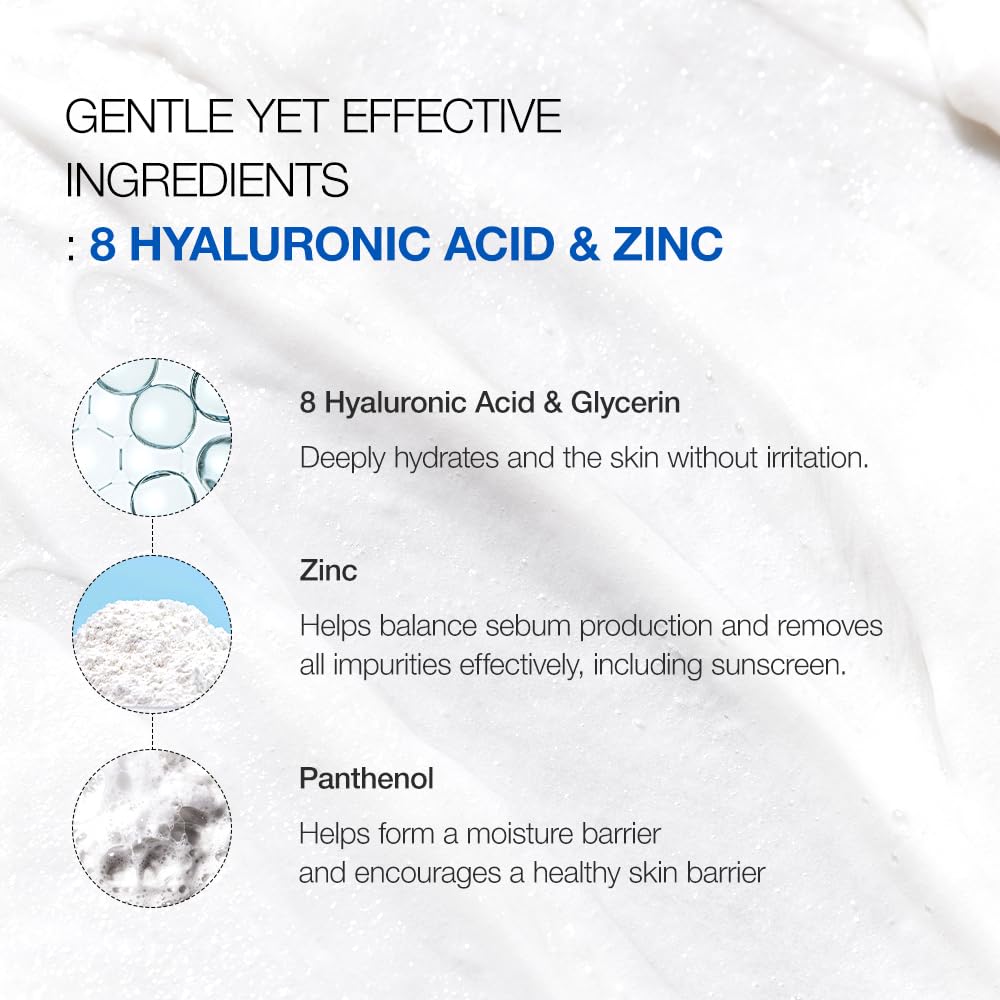 GENTLE YET EFFECTIVE
INGREDIENTS
: 8 HYALURONIC ACID & ZINC
8 Hyaluronic Acid & Glycerin
Deeply hydrates and the skin without irritation.
Zinc
Helps balance sebum production and removes
all impurities effectively, including sunscreen.
Panthenol
Helps form a moisture barrier
and encourages a healthy skin barrier